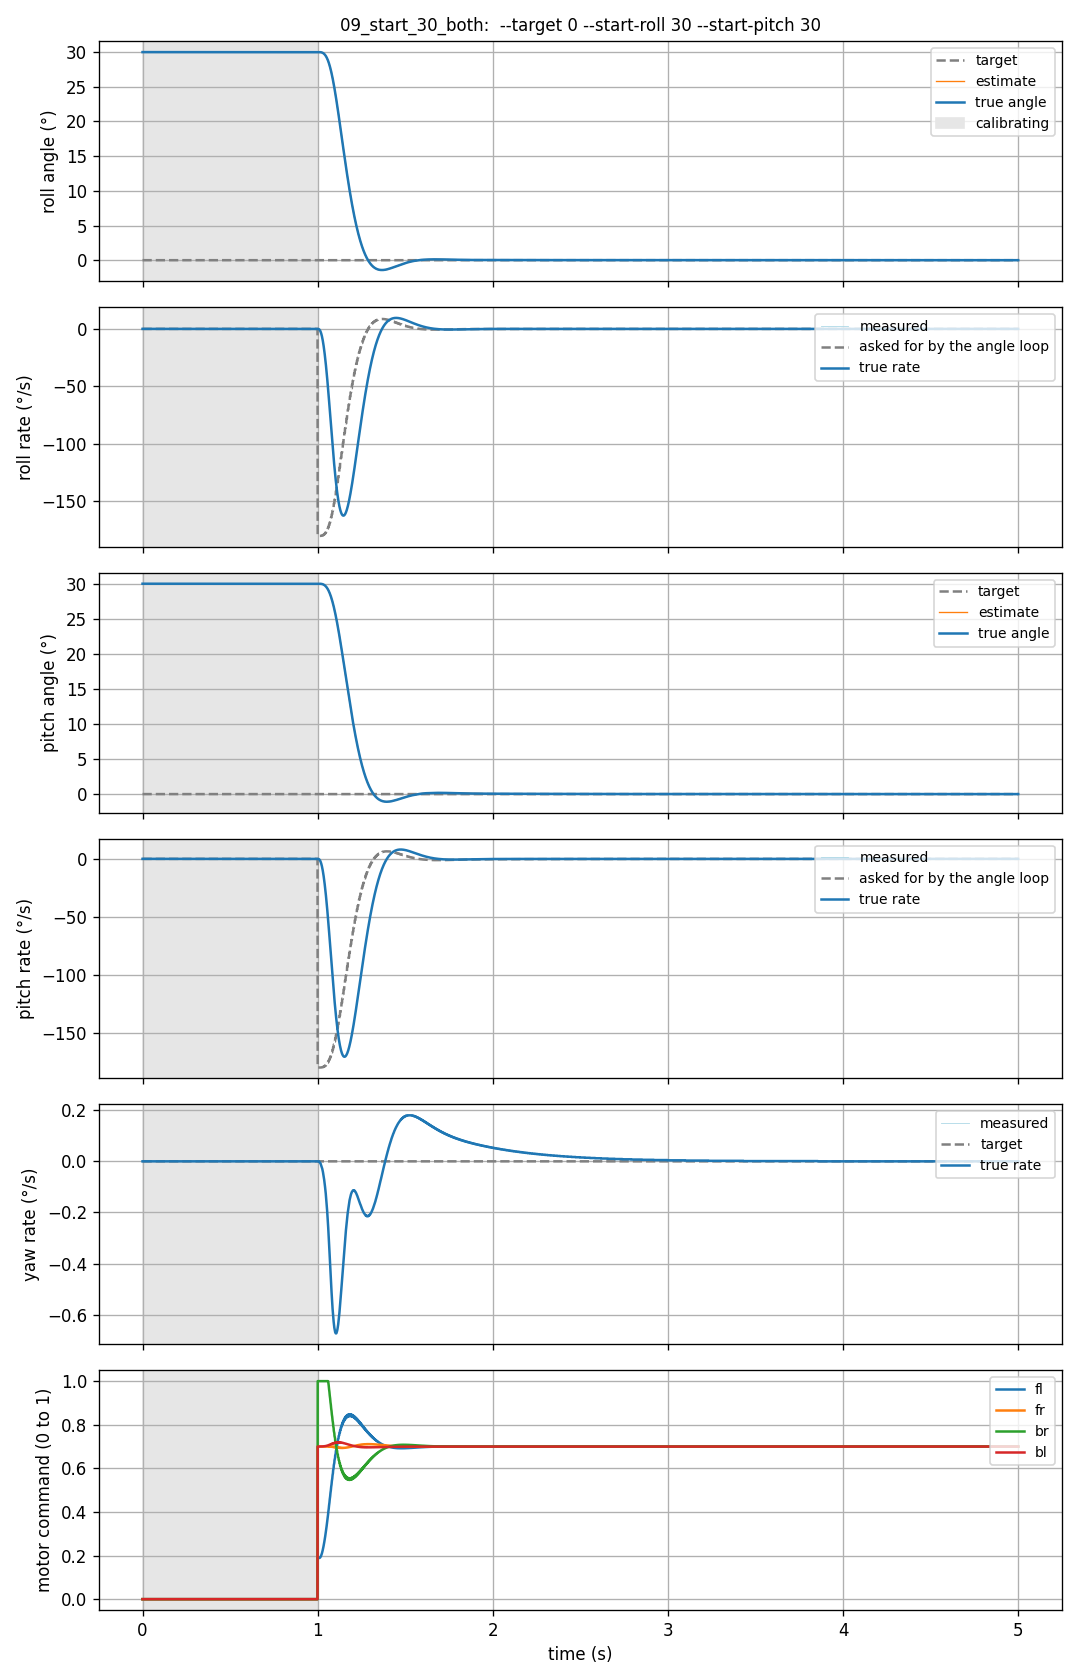 09_start_30_both:  --target 0 --start-roll 30 --start-pitch 30
roll angle (°)
30
25
20
15
10
5
0
target
estimate
true angle
calibrating
roll rate (°/s)
0
−50
−100
−150
measured
asked for by the angle loop
true rate
pitch angle (°)
30
25
20
15
10
5
0
target
estimate
true angle
pitch rate (°/s)
0
−50
−100
−150
measured
asked for by the angle loop
true rate
yaw rate (°/s)
0.2
0.0
−0.2
−0.4
−0.6
measured
target
true rate
motor command (0 to 1)
1.0
0.8
0.6
0.4
0.2
0.0
fl
fr
br
bl
0 1 2 3 4 5
time (s)